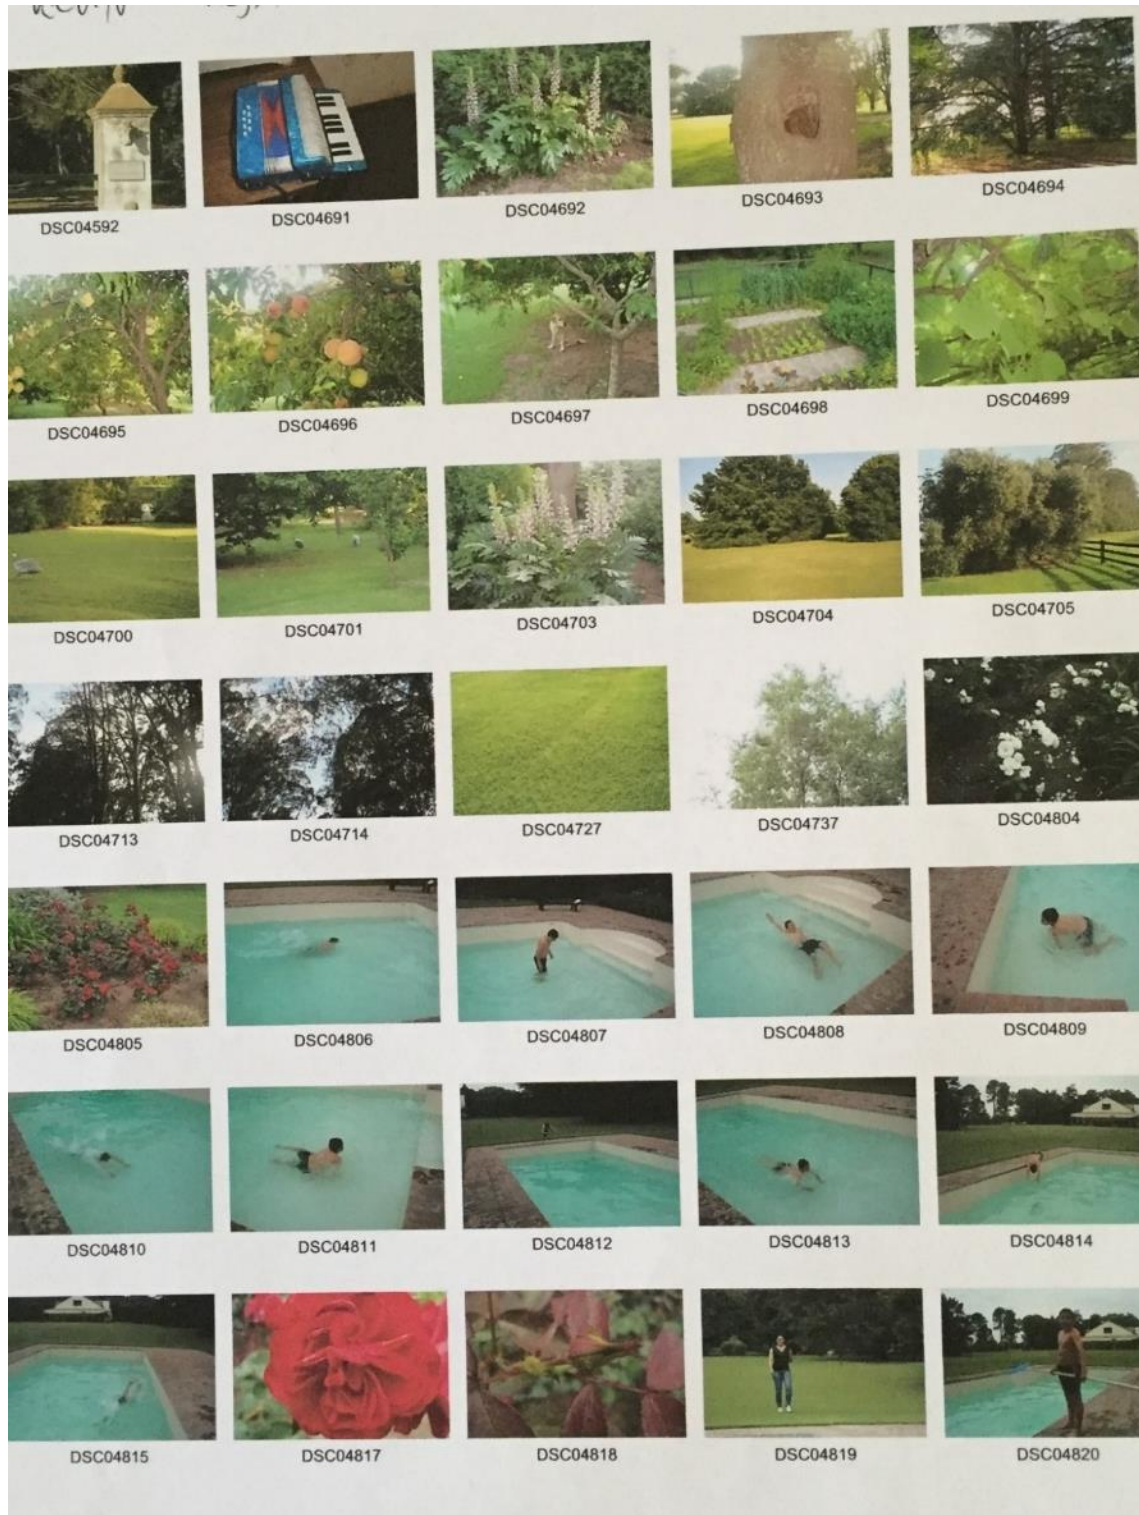 DSC04592 DSC04691 DSC04692 DSC04693 DSC04694
DSC04695 DSC04696 DSC04697 DSC04698 DSC04699
DSC04700 DSC04701 DSC04703 DSC04704 DSC04705
DSC04713 DSC04714 DSC04727 DSC04737 DSC04804
DSC04805 DSC04806 DSC04807 DSC04808 DSC04809
DSC04810 DSC04811 DSC04812 DSC04813 DSC04814
DSC04815 DSC04817 DSC04818 DSC04819 DSC04820